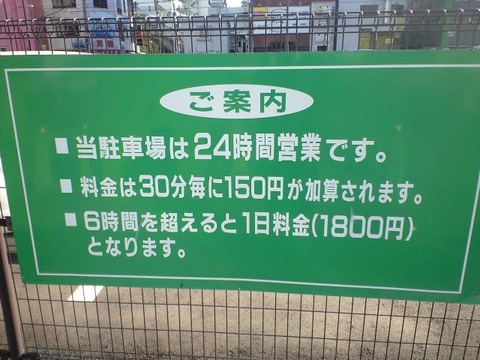 ご案内
■当駐車場は24時間営業です。
■料金は30分毎に150円が加算されます。
■6時間を超えると1日料金(1800円)
となります。